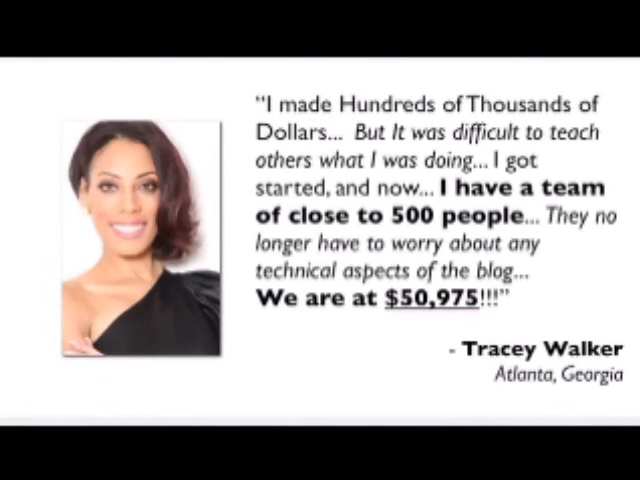 “I made Hundreds of Thousands of
Dollars... But It was difficult to teach
others what I was doing... I got
started, and now... I have a team
of close to 500 people... They no
longer have to worry about any
technical aspects of the blog...
We are at $50,975!!!”
- Tracey Walker
Atlanta, Georgia